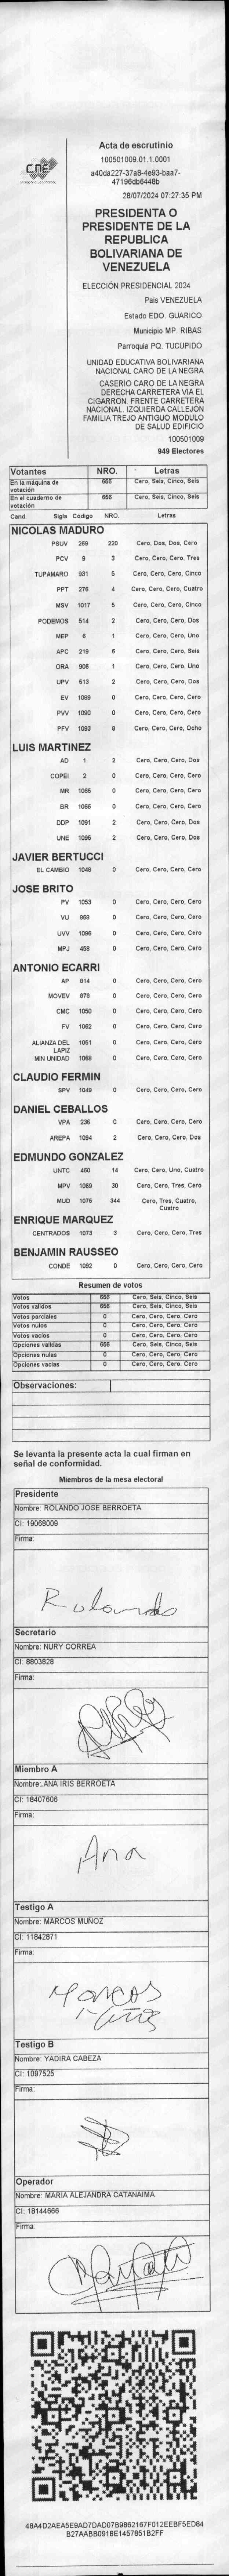 CNE
Acta de escrutinio
100501009.01.1.0001
a40da227-37a8-4e93-baa7-
47196db6448b
28/07/2024 07:27:35 PM
PRESIDENTA O
PRESIDENTE DE LA
REPUBLICA
BOLIVARIANA DE
VENEZUELA
ELECCIÓN PRESIDENCIAL 2024
País VENEZUELA
Estado EDO. GUARICO
Municipio MP. RIBAS
Parroquia PQ. TUCUPIDO
UNIDAD EDUCATIVA BOLIVARIANA
NACIONAL CARO DE LA NEGRA
CASERIO CARO DE LA NEGRA
DERECHA CARRETERA VIA EL
CIGARRON. FRENTE CARRETERA
NACIONAL. IZQUIERDA CALLEJÓN
FAMILIA TREJO ANTIGUO MODULO
DE SALUD EDIFICIO
100501009
949 Electores
Votantes NRO. Letras
En la máquina de votación 656 Cero, Seis, Cinco, Seis
En el cuaderno de votación 656 Cero, Seis, Cinco, Seis
Cand. Sigla Código NRO. Letras
NICOLAS MADURO
PSUV 269 220 Cero, Dos, Dos, Cero
PCV 9 3 Cero, Cero, Cero, Tres
TUPAMARO 931 5 Cero, Cero, Cero, Cinco
PPT 276 4 Cero, Cero, Cero, Cuatro
MSV 1017 5 Cero, Cero, Cero, Cinco
PODEMOS 514 2 Cero, Cero, Cero, Dos
MEP 6 1 Cero, Cero, Cero, Uno
APC 219 6 Cero, Cero, Cero, Seis
ORA 906 1 Cero, Cero, Cero, Uno
UPV 613 2 Cero, Cero, Cero, Dos
EV 1089 0 Cero, Cero, Cero, Cero
PVV 1090 0 Cero, Cero, Cero, Cero
PFV 1093 8 Cero, Cero, Cero, Ocho
LUIS MARTINEZ
AD 1 2 Cero, Cero, Cero, Dos
COPEI 2 0 Cero, Cero, Cero, Cero
MR 1065 0 Cero, Cero, Cero, Cero
BR 1066 0 Cero, Cero, Cero, Cero
DDP 1091 2 Cero, Cero, Cero, Dos
UNE 1095 2 Cero, Cero, Cero, Dos
JAVIER BERTUCCI
EL CAMBIO 1048 0 Cero, Cero, Cero, Cero
JOSE BRITO
PV 1053 0 Cero, Cero, Cero, Cero
VU 868 0 Cero, Cero, Cero, Cero
UVV 1096 0 Cero, Cero, Cero, Cero
MPJ 458 0 Cero, Cero, Cero, Cero
ANTONIO ECARRI
AP 814 0 Cero, Cero, Cero, Cero
MOVEV 878 0 Cero, Cero, Cero, Cero
CMC 1050 0 Cero, Cero, Cero, Cero
FV 1062 0 Cero, Cero, Cero, Cero
ALIANZA DEL LAPIZ 1051 0 Cero, Cero, Cero, Cero
MIN UNIDAD 1068 0 Cero, Cero, Cero, Cero
CLAUDIO FERMIN
SPV 1049 0 Cero, Cero, Cero, Cero
DANIEL CEBALLOS
VPA 236 0 Cero, Cero, Cero, Cero
AREPA 1094 2 Cero, Cero, Cero, Dos
EDMUNDO GONZALEZ
UNTC 460 14 Cero, Cero, Uno, Cuatro
MPV 1069 30 Cero, Cero, Tres, Cero
MUD 1075 344 Cero, Tres, Cuatro, Cuatro
ENRIQUE MARQUEZ
CENTRADOS 1073 3 Cero, Cero, Cero, Tres
BENJAMIN RAUSSEO
CONDE 1092 0 Cero, Cero, Cero, Cero
Resumen de votos
Votos 656 Cero, Seis, Cinco, Seis
Votos validos 656 Cero, Seis, Cinco, Seis
Votos parciales 0 Cero, Cero, Cero, Cero
Votos nulos 0 Cero, Cero, Cero, Cero
Votos vacios 0 Cero, Cero, Cero, Cero
Opciones validas 656 Cero, Seis, Cinco, Seis
Opciones nulas 0 Cero, Cero, Cero, Cero
Opciones vacias 0 Cero, Cero, Cero, Cero
Observaciones:
Se levanta la presente acta la cual firman en
señal de conformidad.
Miembros de la mesa electoral
Presidente
Nombre: ROLANDO JOSE BERROETA
CI: 19068009
Firma:
Rolando
Secretario
Nombre: NURY CORREA
CI: 8803828
Firma:
Miembro A
Nombre: ANA IRIS BERROETA
CI: 18407606
Firma:
Ana
Testigo A
Nombre: MARCOS MUÑOZ
CI: 11842871
Firma:
Marcos
Muñoz
Testigo B
Nombre: YADIRA CABEZA
CI: 1097525
Firma:
Operador
Nombre: MARIA ALEJANDRA CATANAIMA
CI: 18144666
Firma:
48A4D2AEA5E9AD7DAD07B9862167F012EEBF5ED84
B27AABB0918E1457851B2FF